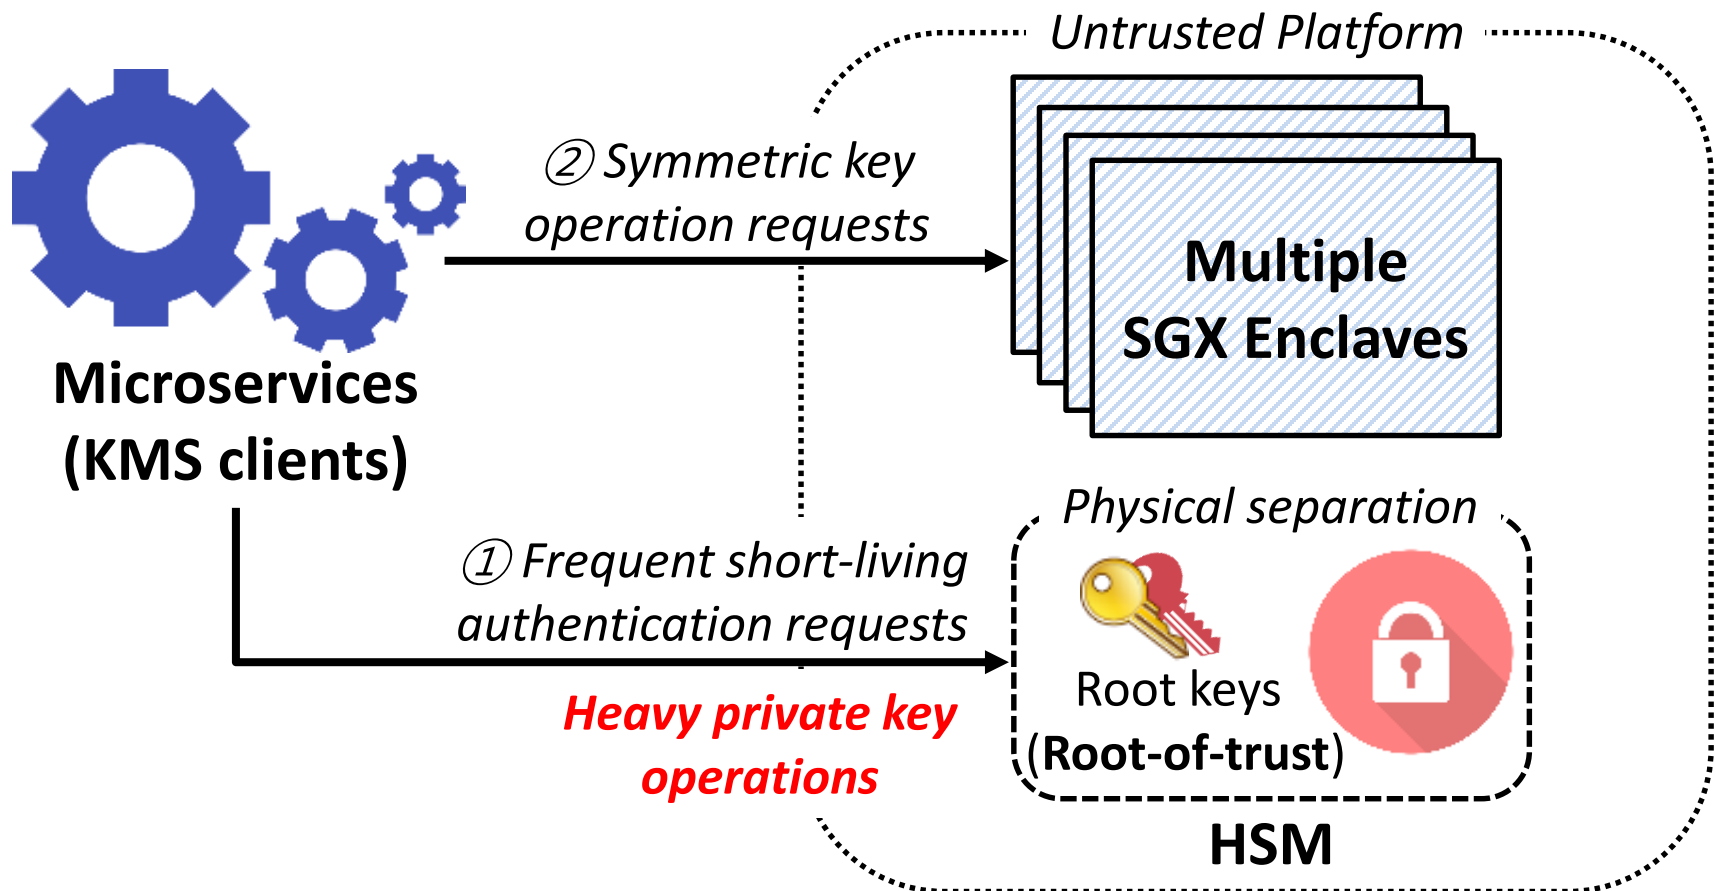 Untrusted Platform
② Symmetric key
operation requests
Multiple
SGX Enclaves
Microservices
(KMS clients)
Physical separation
① Frequent short-living
authentication requests
Heavy private key
operations
Root keys
(Root-of-trust)
HSM